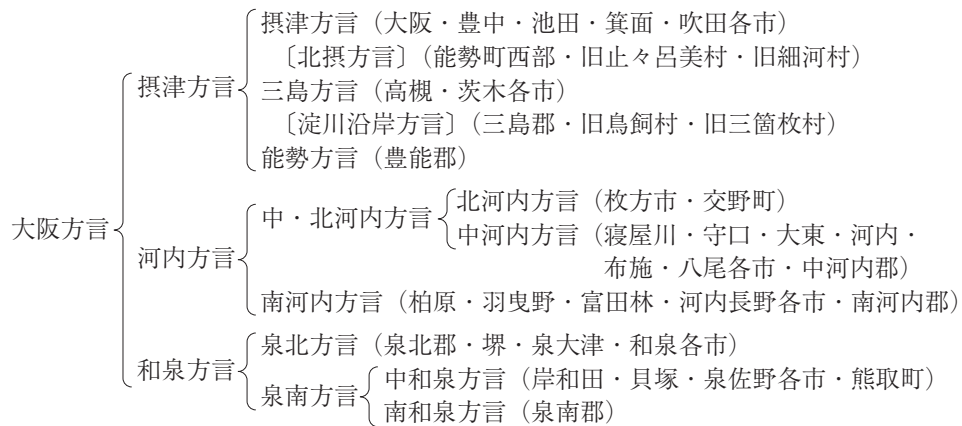 摂津方言（大阪・豊中・池田・箕面・吹田各市）
〔北摂方言〕（能勢町西部・旧止々呂美村・旧細河村）
摂津方言
三島方言（高槻・茨木各市）
〔淀川沿岸方言〕（三島郡・旧鳥飼村・旧三箇枚村）
能勢方言（豊能郡）
大阪方言
北河内方言（枚方市・交野町）
中・北河内方言
中河内方言（寝屋川・守口・大東・河内・
布施・八尾各市・中河内郡）
河内方言
南河内方言（柏原・羽曳野・富田林・河内長野各市・南河内郡）
泉北方言（泉北郡・堺・泉大津・和泉各市）
和泉方言
中和泉方言（岸和田・貝塚・泉佐野各市・熊取町）
泉南方言
南和泉方言（泉南郡）